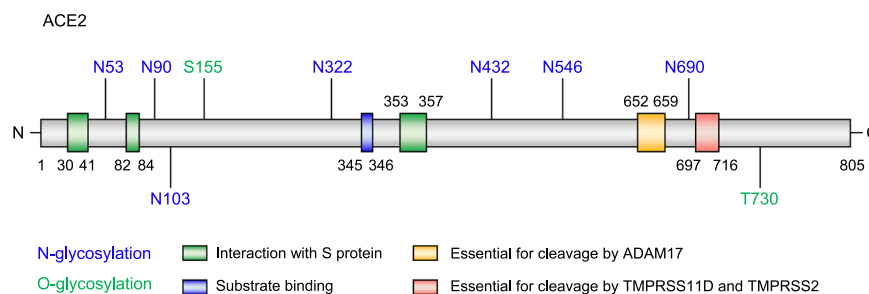 ACE2
N53 N90 S155 N322 N432 N546 N690
353 357 652 659
N C
1 30 41 82 84 345 346 697 716 805
N103 T730
N-glycosylation Interaction with S protein Essential for cleavage by ADAM17
O-glycosylation Substrate binding Essential for cleavage by TMPRSS11D and TMPRSS2